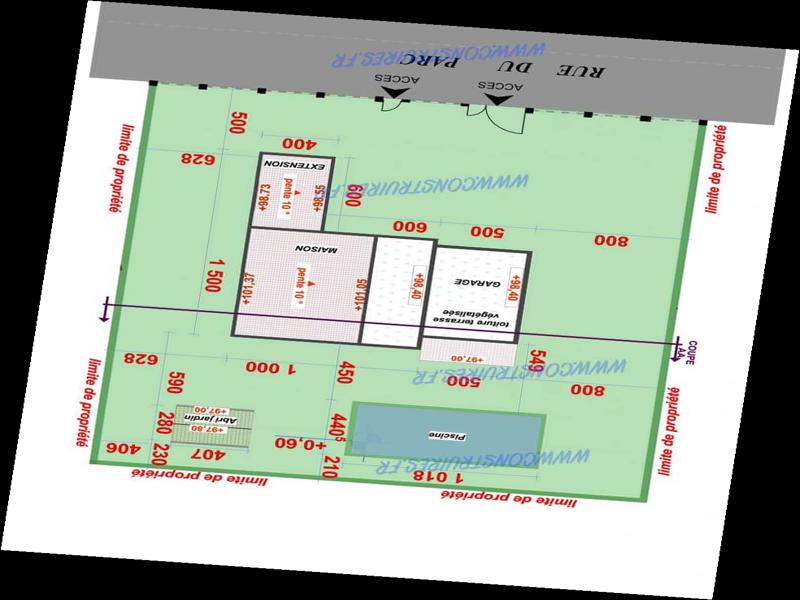 limite de propriété
limite de propriété
210
1 018
230
407
406
WWW.CONSTRUIRES.FR
Piscine
440⁵
+0,60
280
+97,80
Abri jardin
+97,00
590
limite de propriété
limite de propriété
800
500
450
1 000
628
WWW.CONSTRUIRES.FR
549
+97,00
COUPE
AA'
toiture terrasse
végétalisée
GARAGE
+98,40
+98,40
+101,05
pente 10°
+101,37
MAISON
1 500
800
500
600
600
+98,55
pente 10°
+98,73
EXTENSION
400
628
500
WWW.CONSTRUIRES.FR
limite de propriété
limite de propriété
ACCES
ACCES
RUE DU PARC
WWW.CONSTRUIRES.FR